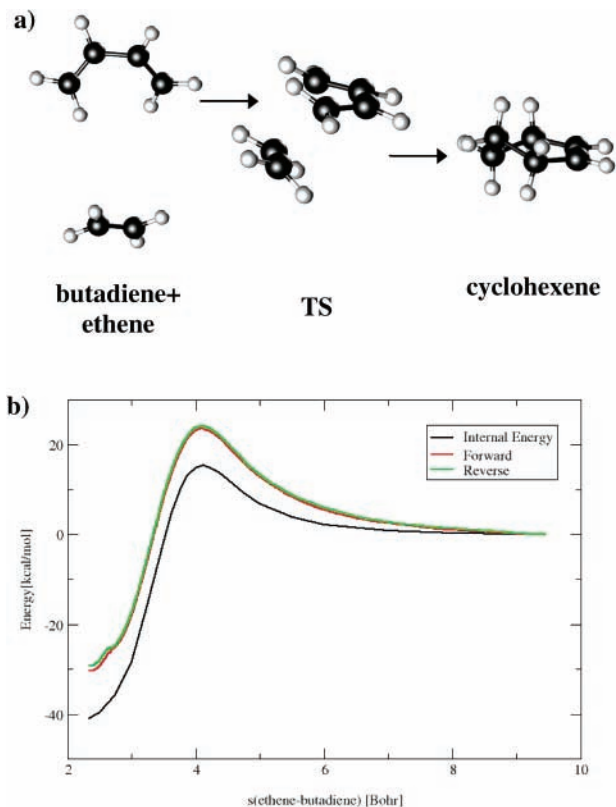 a)
butadiene+
ethene
TS
cyclohexene
b)
Internal Energy
Forward
Reverse
Energy[kcal/mol]
20
0
-20
-40
2
4
6
8
10
s(ethene-butadiene) [Bohr]